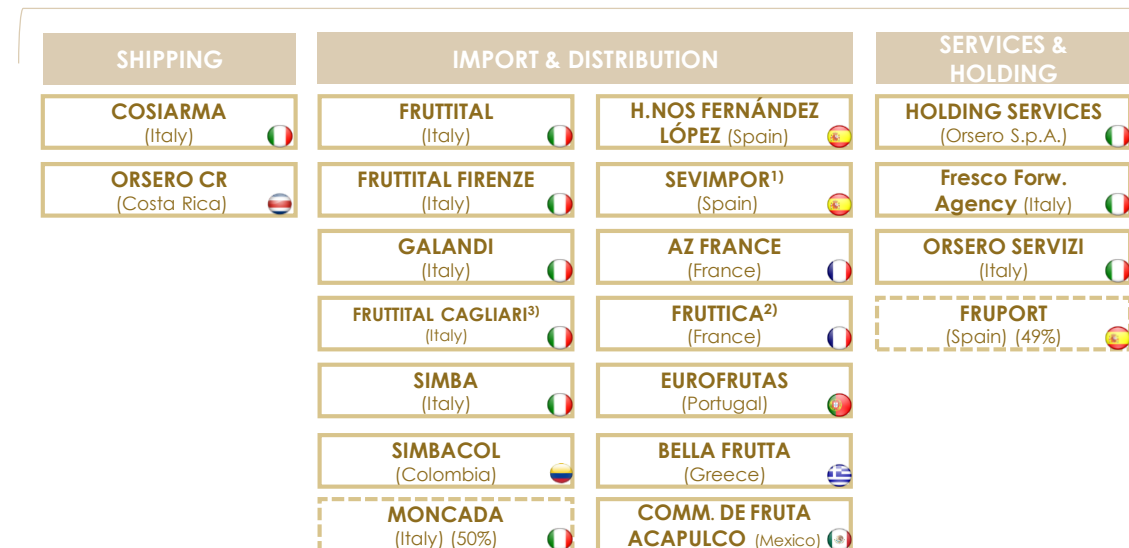 SHIPPING
COSIARMA
(Italy)
ORSERO CR
(Costa Rica)
IMPORT & DISTRIBUTION
FRUTTITAL
(Italy)
FRUTTITAL FIRENZE
(Italy)
GALANDI
(Italy)
FRUTTITAL CAGLIARI3)
(Italy)
SIMBA
(Italy)
SIMBACOL
(Colombia)
MONCADA
(Italy) (50%)
H.NOS FERNÁNDEZ
LÓPEZ (Spain)
SEVIMPOR1)
(Spain)
AZ FRANCE
(France)
FRUTTICA2)
(France)
EUROFRUTAS
(Portugal)
BELLA FRUTTA
(Greece)
COMM. DE FRUTA
ACAPULCO (Mexico)
SERVICES &
HOLDING
HOLDING SERVICES
(Orsero S.p.A.)
Fresco Forw.
Agency (Italy)
ORSERO SERVIZI
(Italy)
FRUPORT
(Spain) (49%)